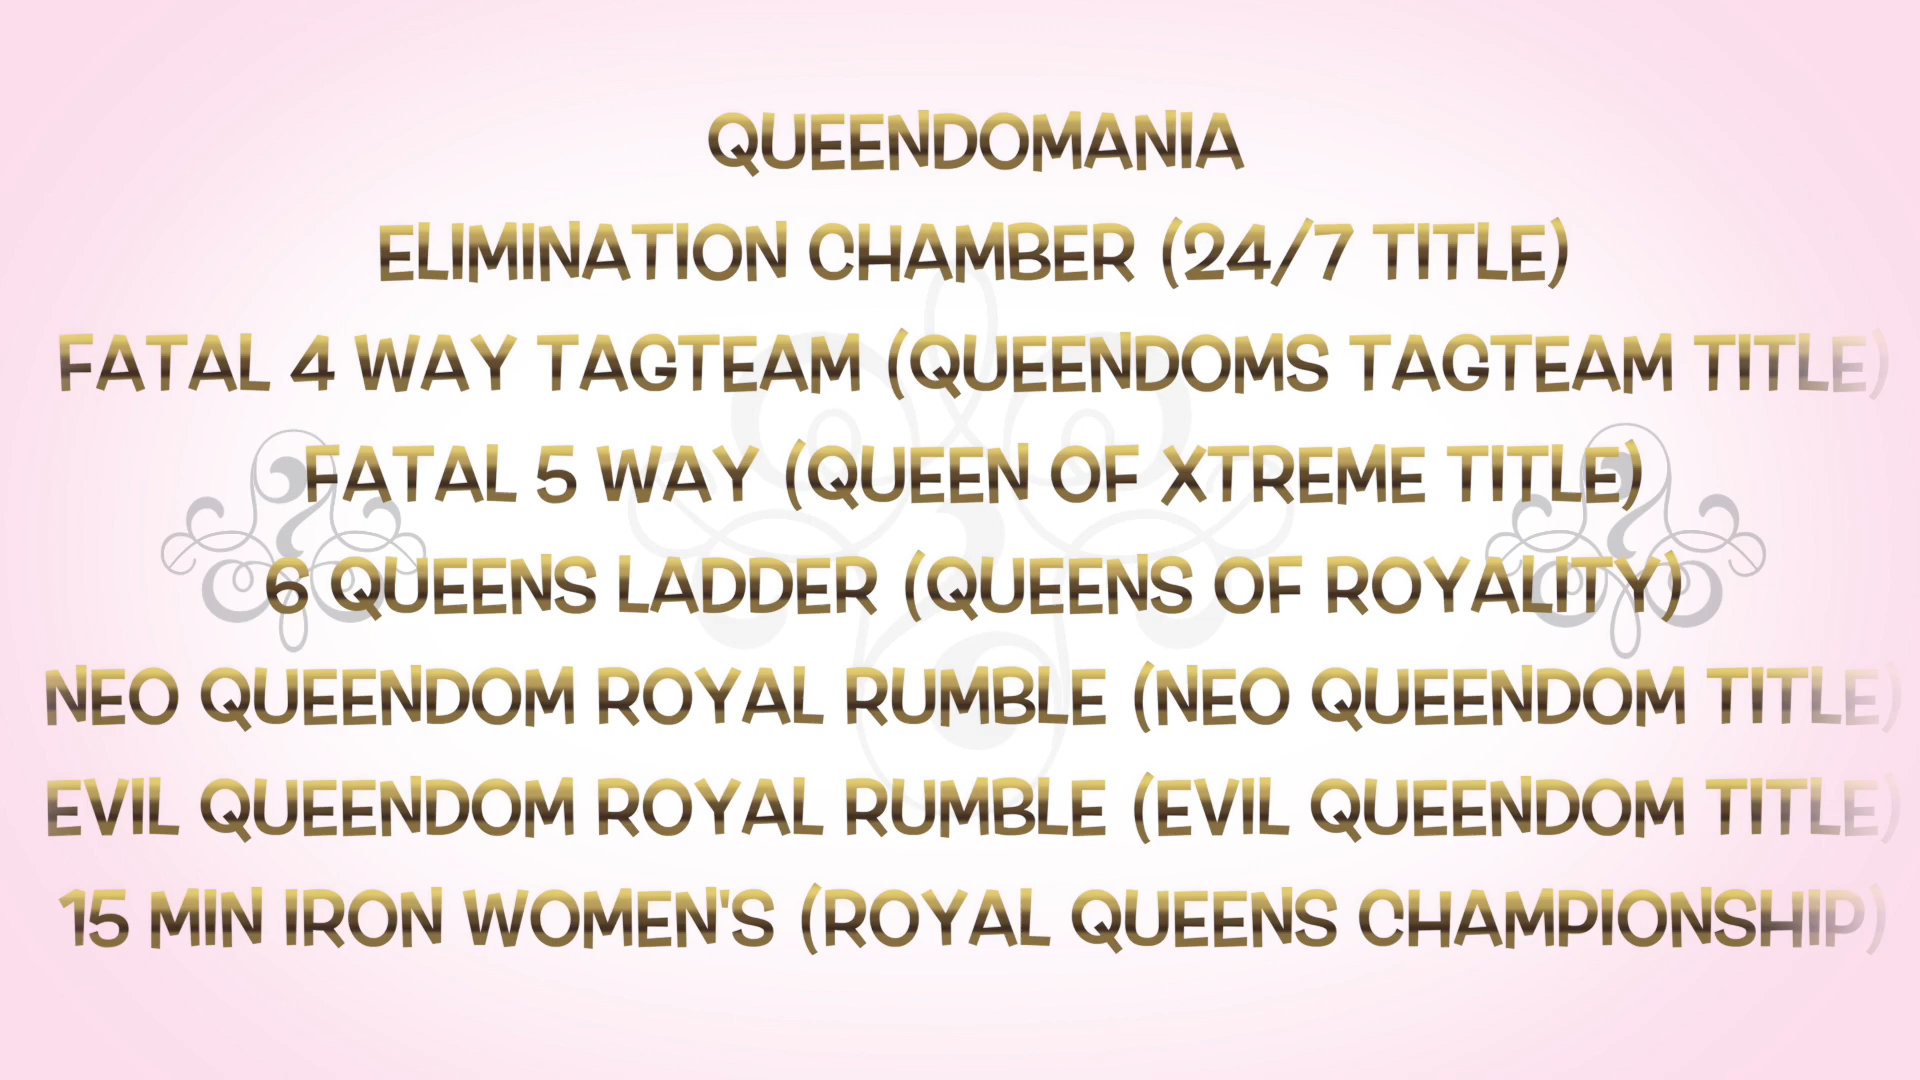 QUEENDOMANIA
ELIMINATION CHAMBER (24/7 TITLE)
FATAL 4 WAY TAGTEAM (QUEENDOMS TAGTEAM TITLE)
FATAL 5 WAY (QUEEN OF XTREME TITLE)
6 QUEENS LADDER (QUEENS OF ROYALITY)
NEO QUEENDOM ROYAL RUMBLE (NEO QUEENDOM TITLE)
EVIL QUEENDOM ROYAL RUMBLE (EVIL QUEENDOM TITLE)
15 MIN IRON WOMEN'S (ROYAL QUEENS CHAMPIONSHIP)